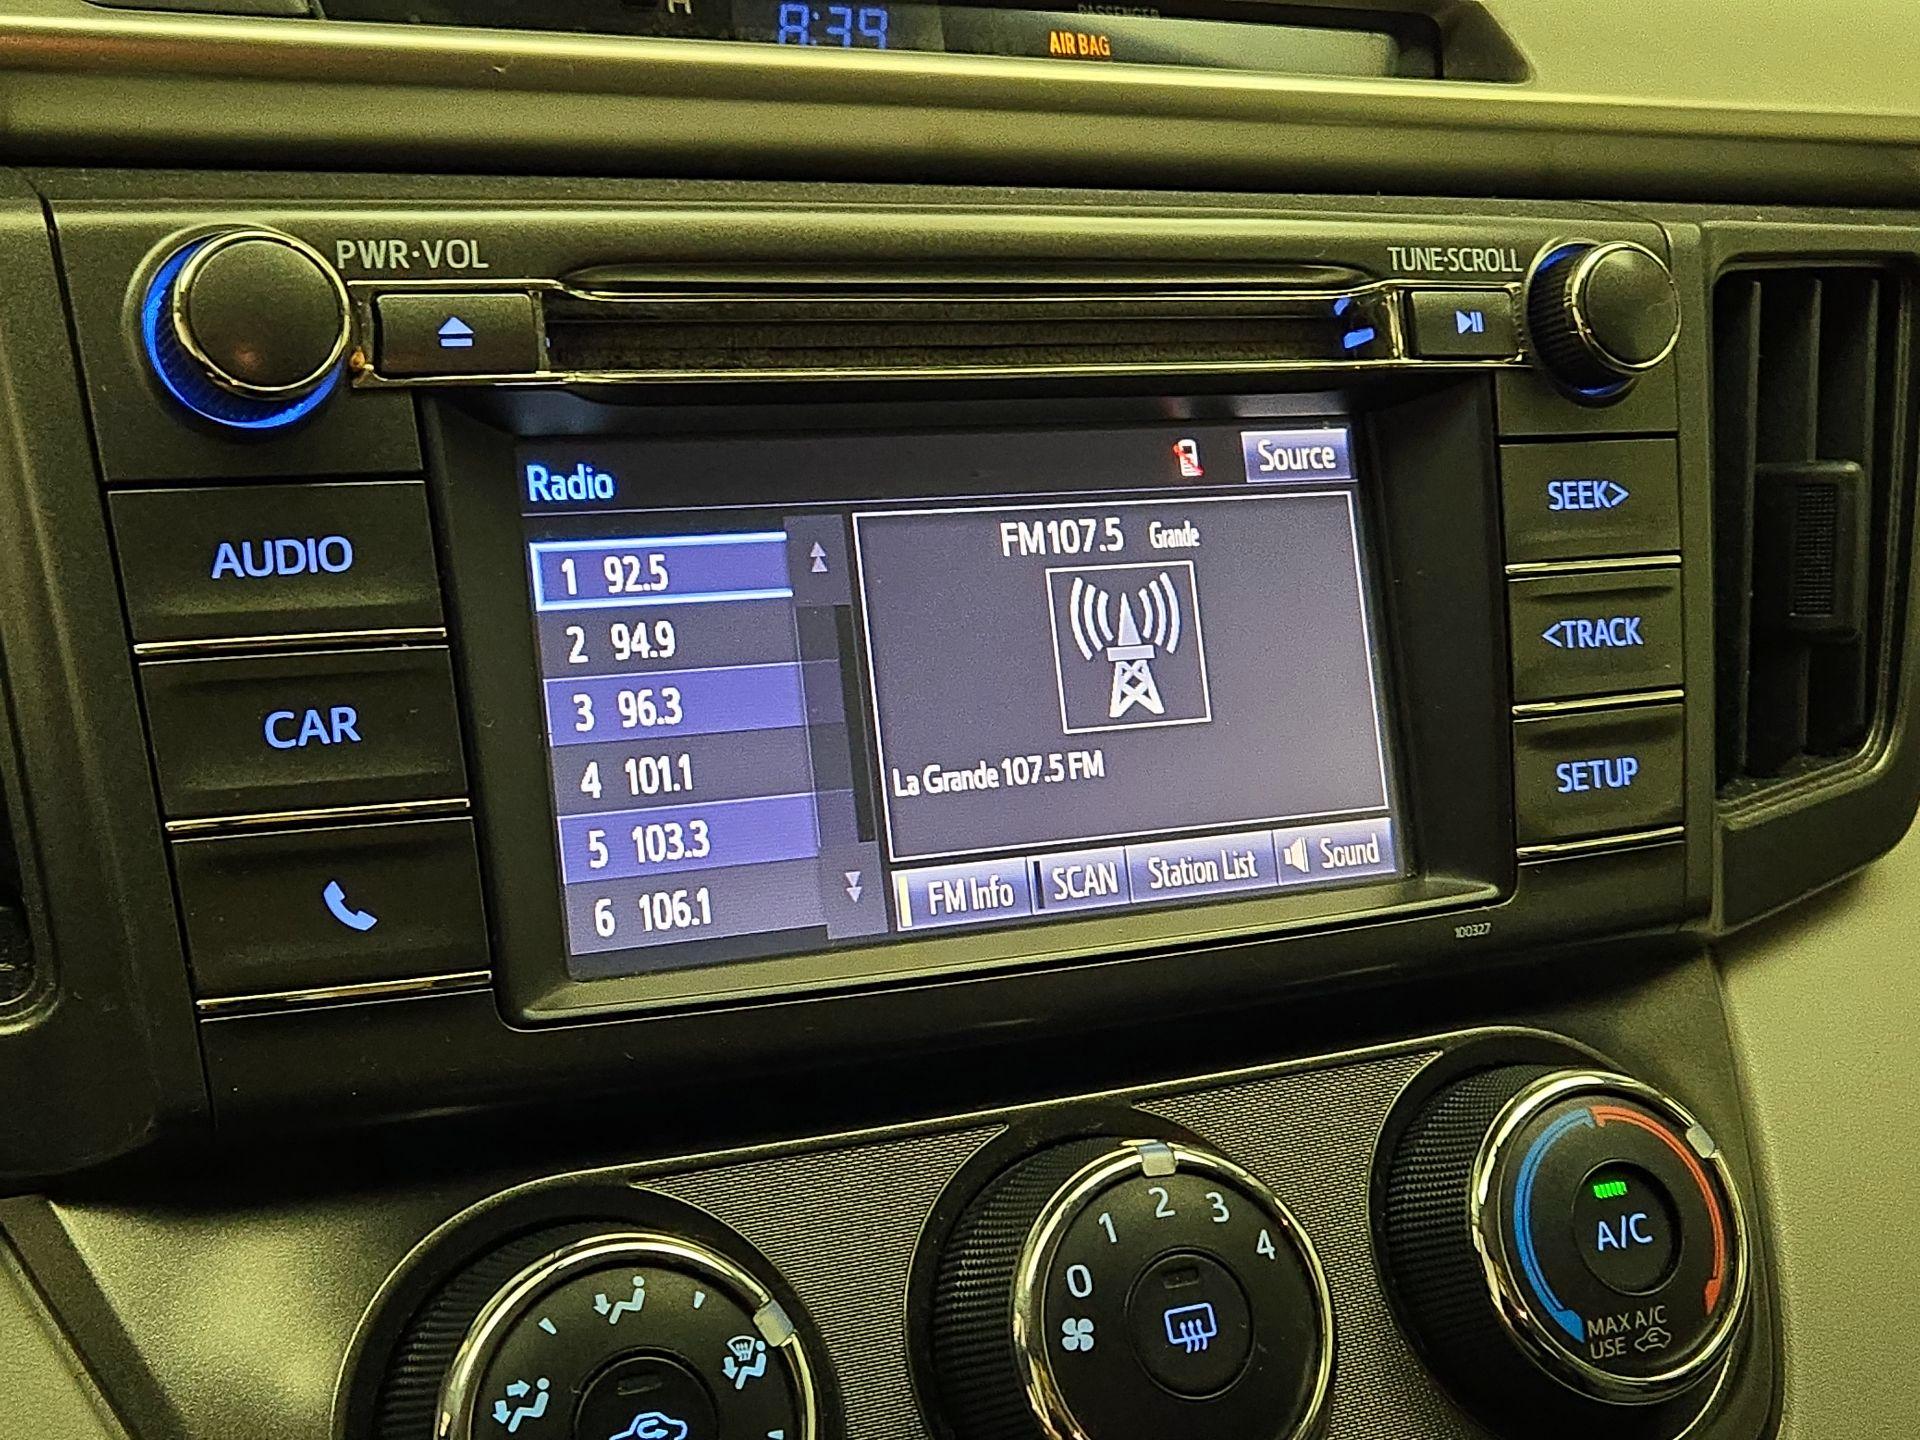 8:39
PASSENGER
AIR BAG
PWR·VOL
TUNE·SCROLL
Radio
Source
SEEK>
AUDIO
FM107.5 Grande
1 92.5
2 94.9
<TRACK
3 96.3
CAR
4 101.1
La Grande 107.5 FM
SETUP
5 103.3
6 106.1
FM Info
SCAN
Station List
Sound
100327
0 1 2 3 4
A/C
MAX A/C
USE